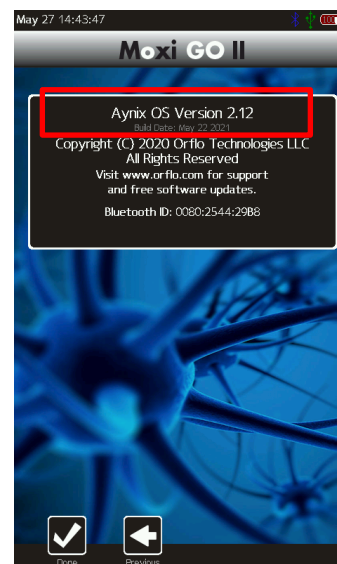 May 27 14:43:47
Moxi GO II
Aynix OS Version 2.12
Build Date: May 22 2021
Copyright (C) 2020 Orflo Technologies LLC
All Rights Reserved
Visit www.orflo.com for support
and free software updates.
Bluetooth ID: 0080:2544:29B8
Done Previous